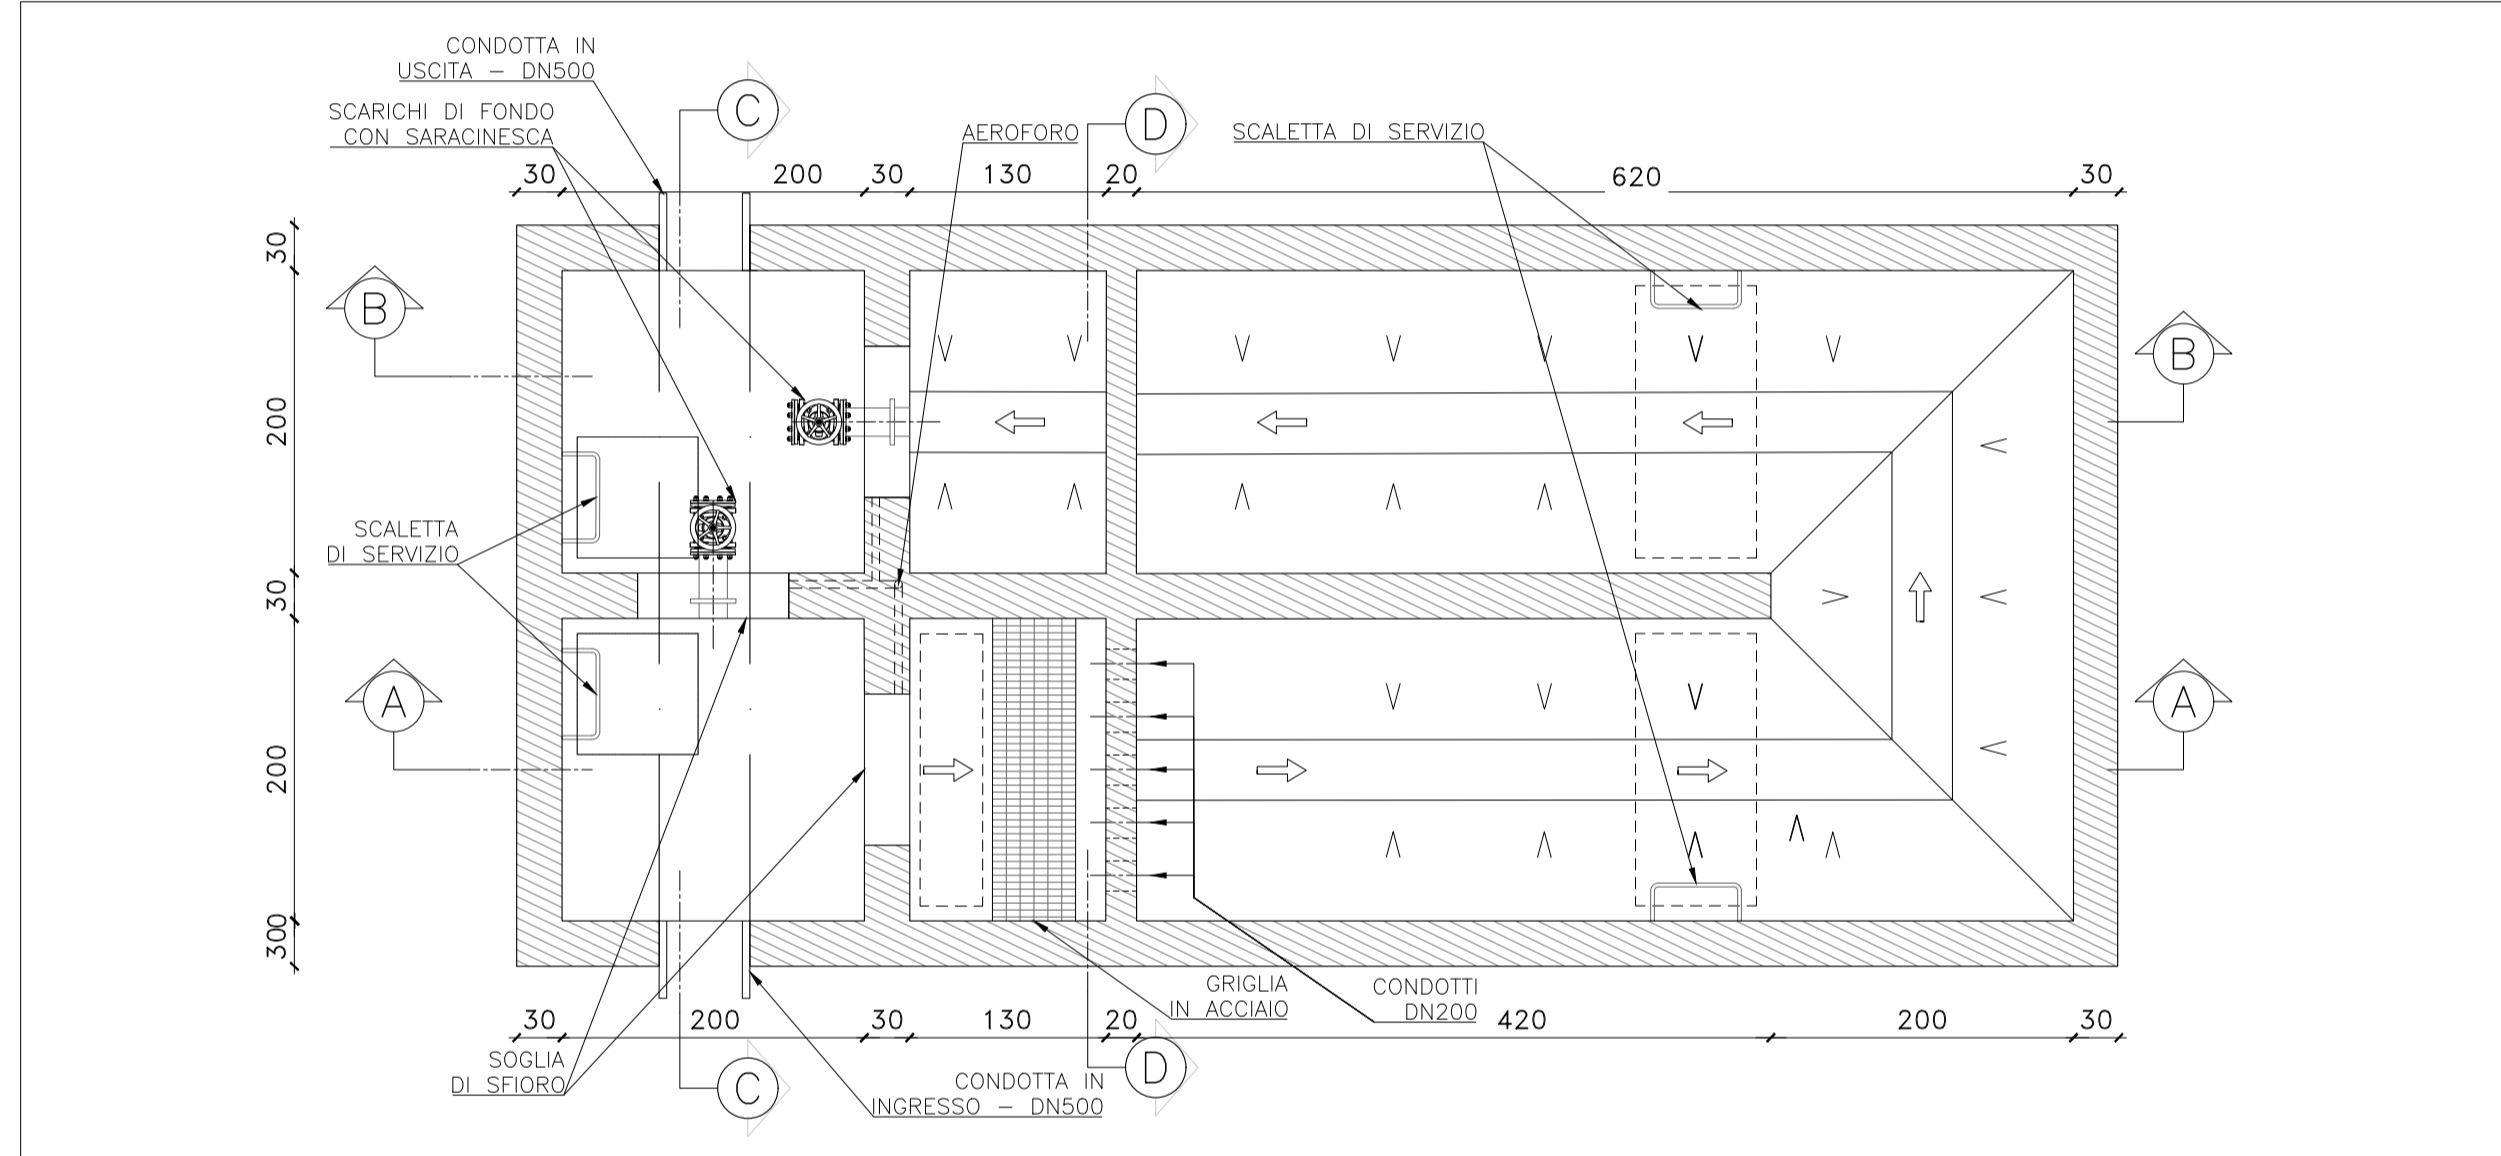 CONDOTTA IN
USCITA - DN500
SCARICHI DI FONDO
CON SARACINESCA
C
D
AEROFORO
SCALETTA DI SERVIZIO
30
200
30
130
20
620
30
30
200
30
200
300
B
B
SCALETTA
DI SERVIZIO
A
A
GRIGLIA
IN ACCIAIO
CONDOTTI
DN200
30
200
30
130
20
420
200
30
SOGLIA
DI SFIORO
C
D
CONDOTTA IN
INGRESSO - DN500